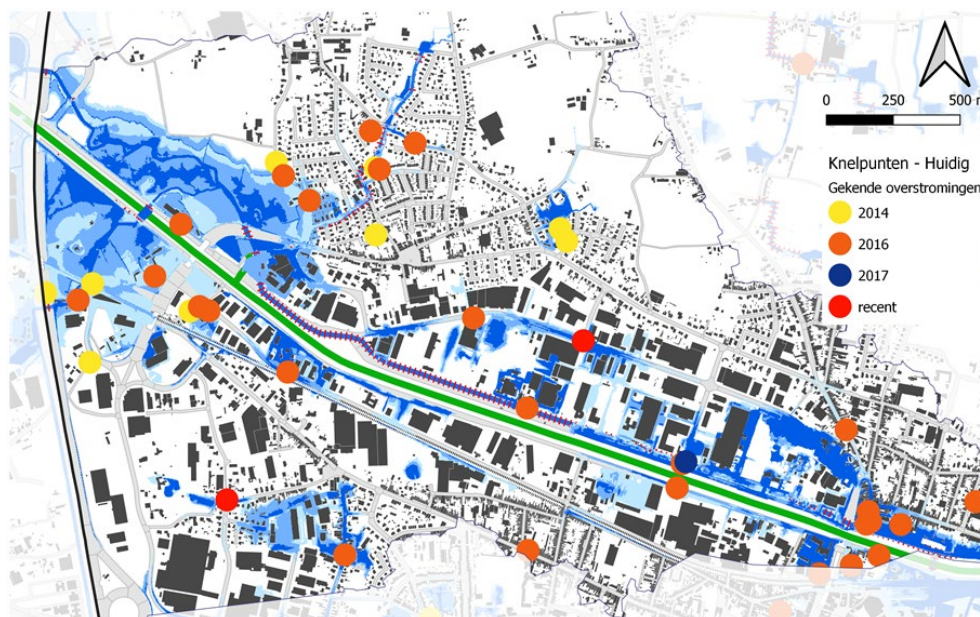 0 250 500 m
Knelpunten - Huidig
Gekende overstromingen
2014
2016
2017
recent